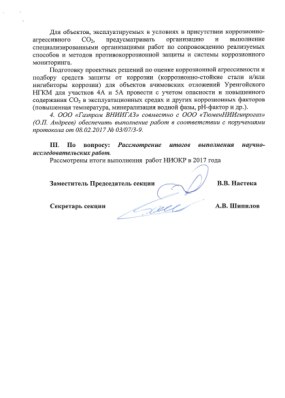 Для объектов, эксплуатируемых в условиях в присутствии коррозионно-
агрессивного CO₂, предусматривать организацию и выполнение
специализированными организациями работ по сопровождению реализуемых
способов и методов противокоррозионной защиты и системы коррозионного
мониторинга.
Подготовку проектных решений по оценке коррозионной агрессивности и
подбору средств защиты от коррозии (коррозионно-стойкие стали и/или
ингибиторы коррозии) для объектов ачимовских отложений Уренгойского
НГКМ для участков 4А и 5А провести с учетом опасности и повышенного
содержания CO₂ в эксплуатационных средах и других коррозионных факторов
(повышенная температура, минерализация водной фазы, pH-фактор и др.).
4. ООО «Газпром ВНИИГАЗ» совместно с ООО «ТюменНИИгипрогаз»
(О.П. Андреев) обеспечить выполнение работ в соответствии с поручениями
протокола от 08.02.2017 № 03/07/3-9.
III. По вопросу: Рассмотрение итогов выполнения научно-
исследовательских работ.
Рассмотрены итоги выполнения работ НИОКР в 2017 года
Заместитель Председатель секции В.В. Настека
Секретарь секции А.В. Шипилов